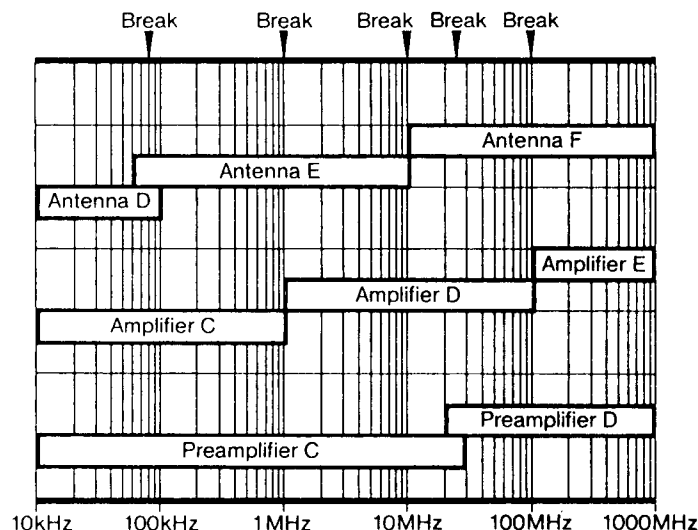 Break Break Break Break Break
Antenna F
Antenna E
Antenna D
Amplifier E
Amplifier D
Amplifier C
Preamplifier D
Preamplifier C
10kHz 100kHz 1MHz 10MHz 100MHz 1000MHz